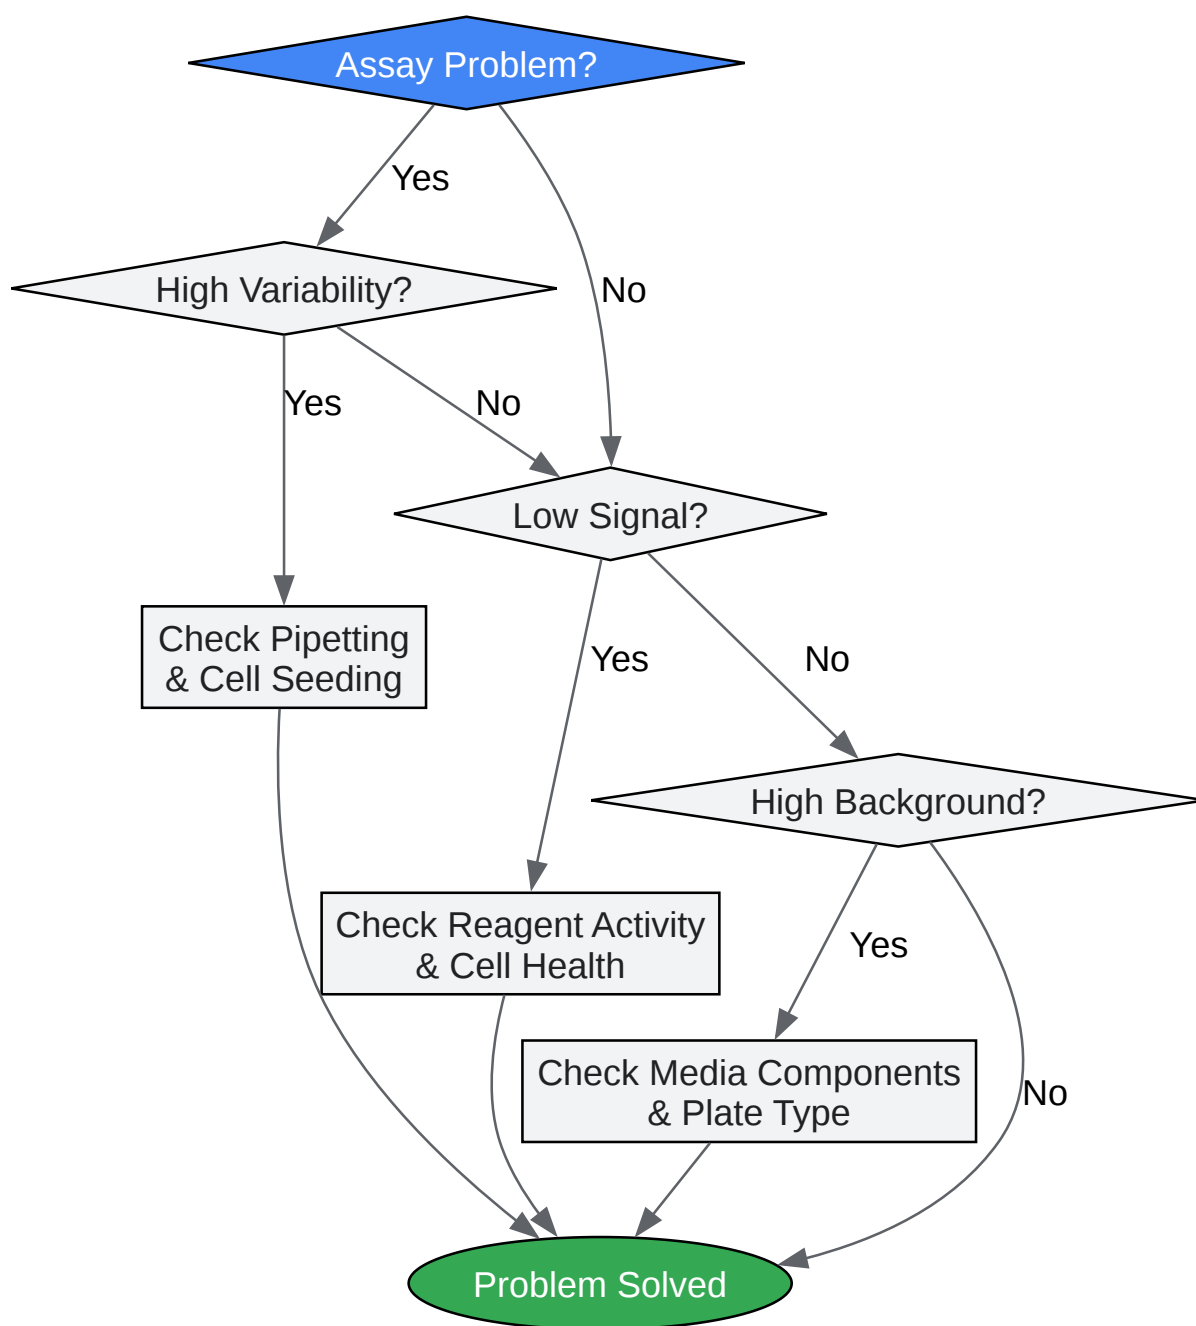 Assay Problem?
Yes
High Variability?
No
Yes
No
Low Signal?
Check Pipetting
& Cell Seeding
Yes
No
High Background?
Check Reagent Activity
& Cell Health
Yes
Check Media Components
& Plate Type
No
Problem Solved